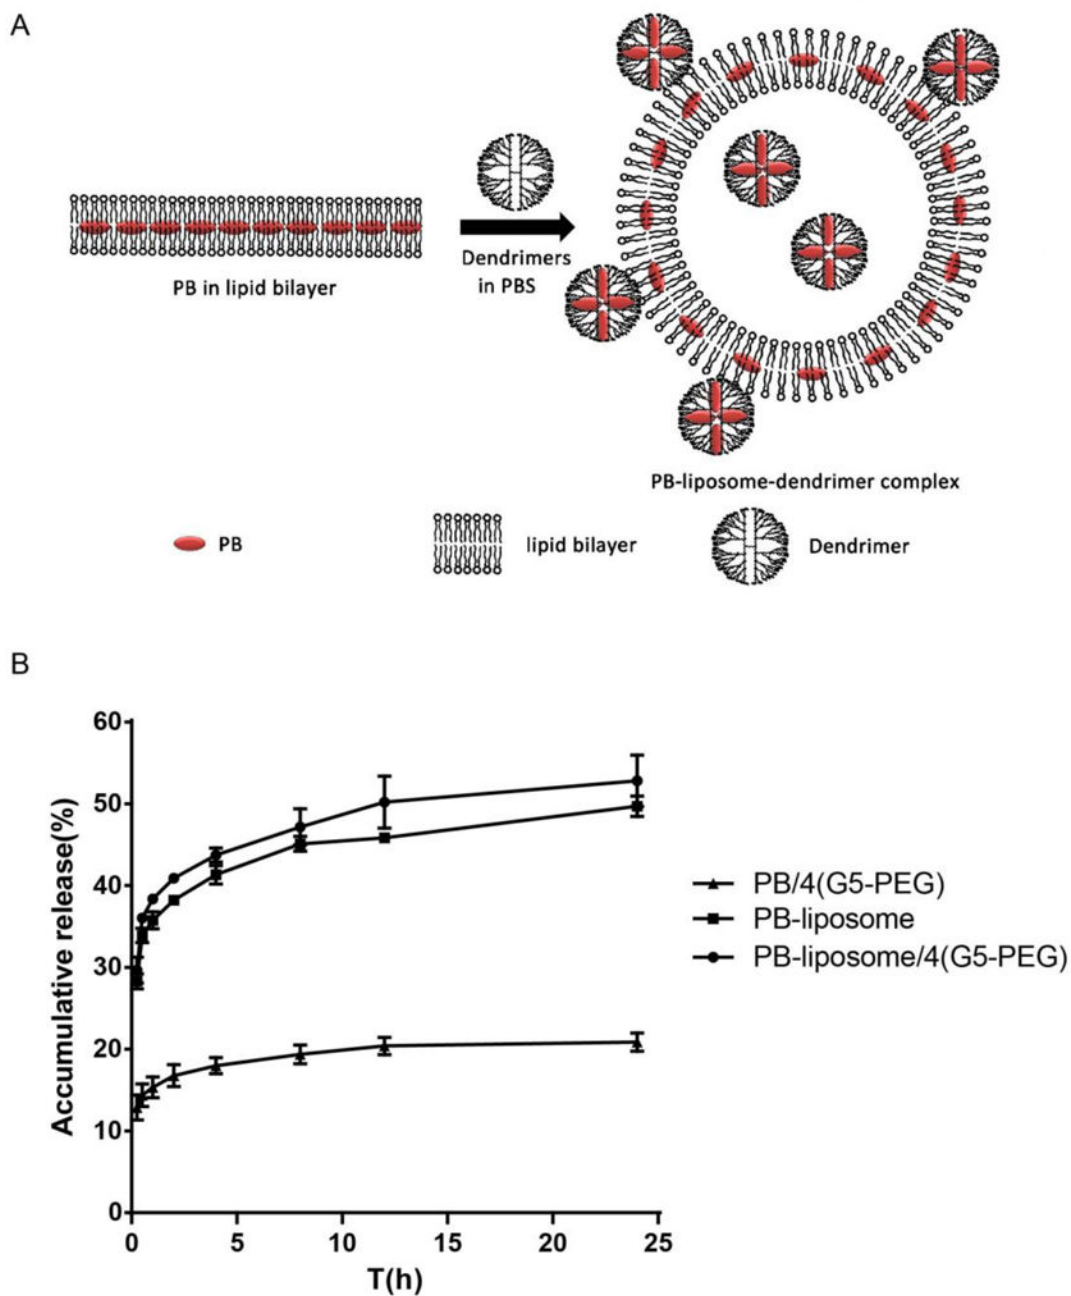 A
PB in lipid bilayer
Dendrimers
in PBS
PB-liposome-dendrimer complex
PB
lipid bilayer
Dendrimer
B
Accumulative release(%)
60
50
40
30
20
10
0
0 5 10 15 20 25
T(h)
PB/4(G5-PEG)
PB-liposome
PB-liposome/4(G5-PEG)